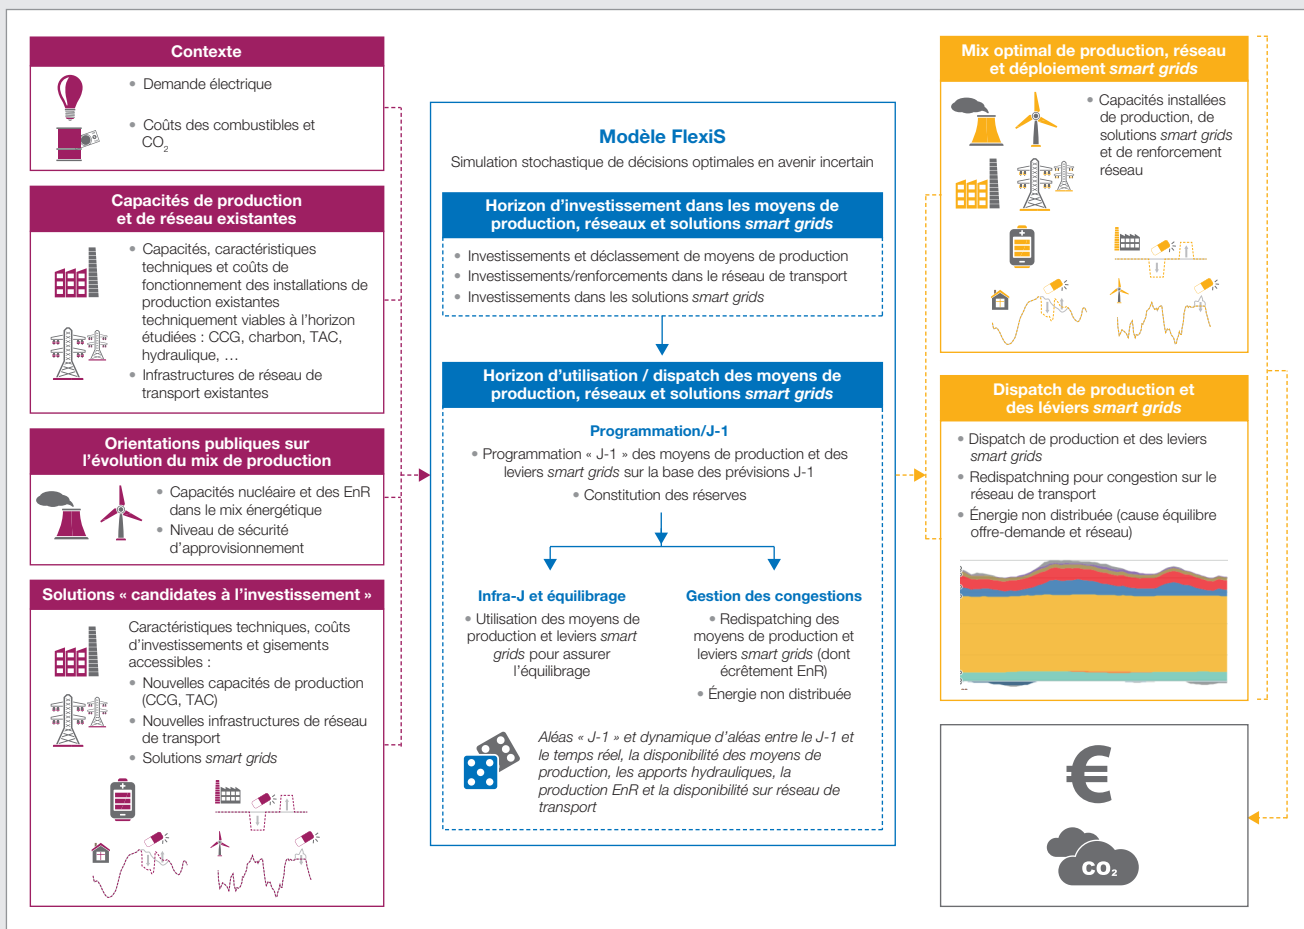 Contexte
• Demande électrique
• Coûts des combustibles et
CO₂
Capacités de production
et de réseau existantes
• Capacités, caractéristiques
techniques et coûts de
fonctionnement des installations de
production existantes
techniquement viables à l'horizon
étudiées : CCG, charbon, TAC,
hydraulique, …
• Infrastructures de réseau de
transport existantes
Orientations publiques sur
l'évolution du mix de production
• Capacités nucléaire et des EnR
dans le mix énergétique
• Niveau de sécurité
d'approvisionnement
Solutions « candidates à l'investissement »
Caractéristiques techniques, coûts
d'investissements et gisements
accessibles :
• Nouvelles capacités de production
(CCG, TAC)
• Nouvelles infrastructures de réseau
de transport
• Solutions smart grids
Modèle FlexiS
Simulation stochastique de décisions optimales en avenir incertain
Horizon d'investissement dans les moyens de
production, réseaux et solutions smart grids
• Investissements et déclassement de moyens de production
• Investissements/renforcements dans le réseau de transport
• Investissements dans les solutions smart grids
Horizon d'utilisation / dispatch des moyens de
production, réseaux et solutions smart grids
Programmation/J-1
• Programmation « J-1 » des moyens de production et des
leviers smart grids sur la base des prévisions J-1
• Constitution des réserves
Infra-J et équilibrage
• Utilisation des moyens de
production et leviers smart
grids pour assurer
l'équilibrage
Gestion des congestions
• Redispatching des
moyens de production et
leviers smart grids (dont
écrêtement EnR)
• Énergie non distribuée
Aléas « J-1 » et dynamique d'aléas entre le J-1 et
le temps réel, la disponibilité des moyens de
production, les apports hydrauliques, la
production EnR et la disponibilité sur réseau de
transport
Mix optimal de production, réseau
et déploiement smart grids
• Capacités installées
de production, de
solutions smart grids
et de renforcement
réseau
Dispatch de production et
des léviers smart grids
• Dispatch de production et des leviers
smart grids
• Redispatchning pour congestion sur le
réseau de transport
• Énergie non distribuée (cause équilibre
offre-demande et réseau)
€
CO₂